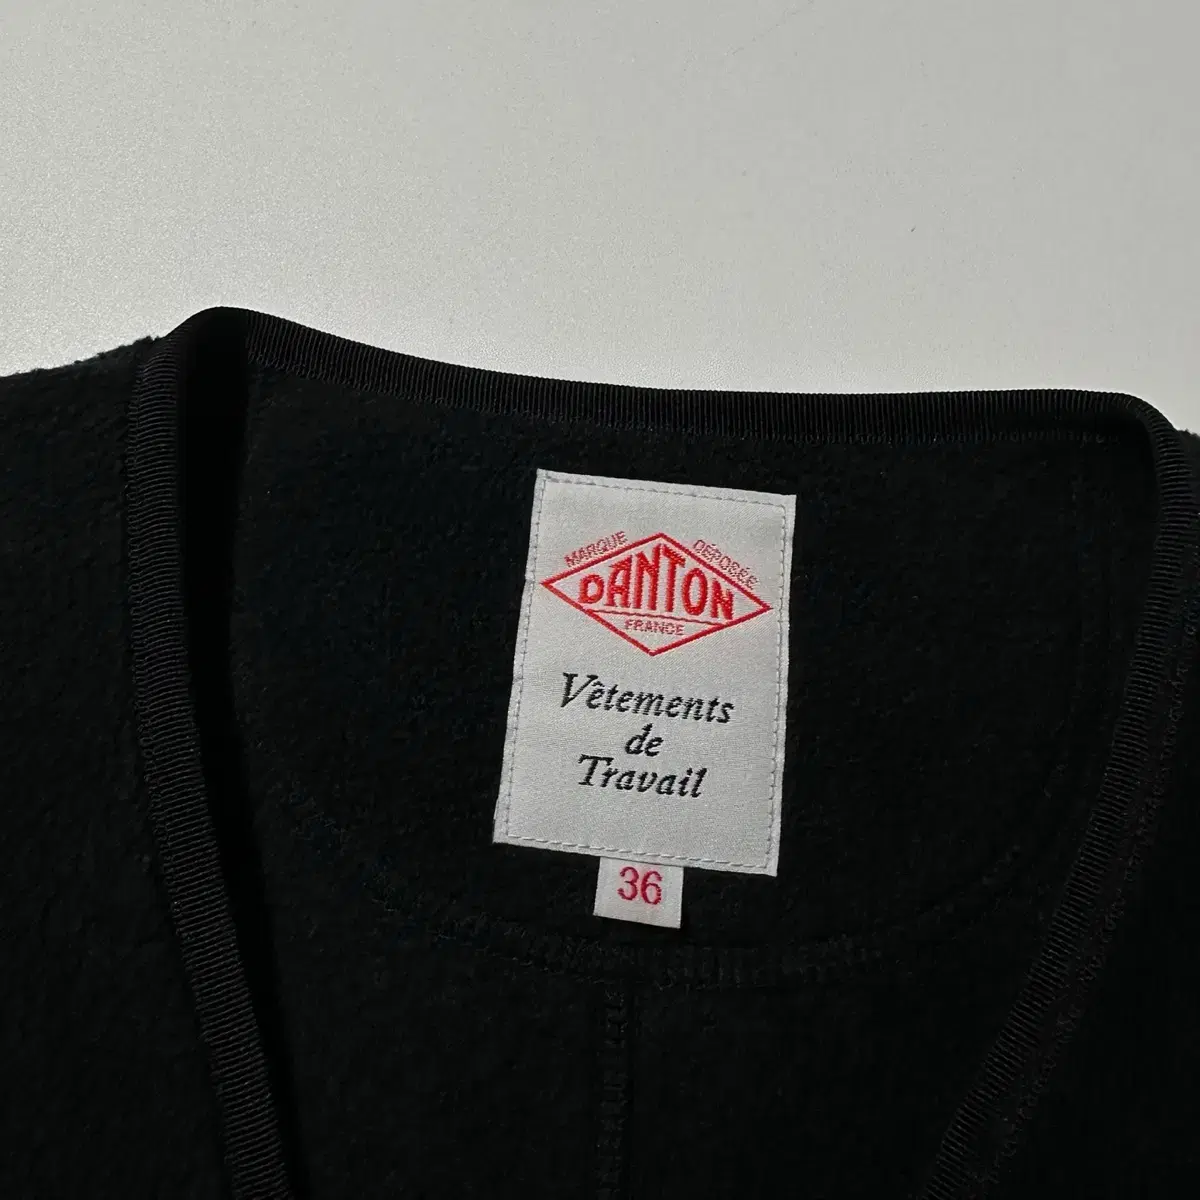 MARQUE DÉPOSÉE
DANTON
FRANCE
Vêtements
de
Travail
36